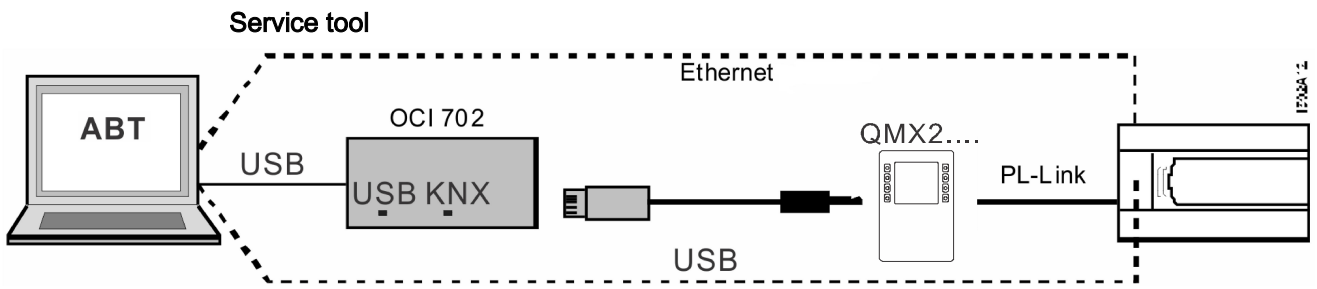 Service tool
Ethernet
OCI 702
QMX2....
ABT
USB
USB KNX
PL-Link
USB